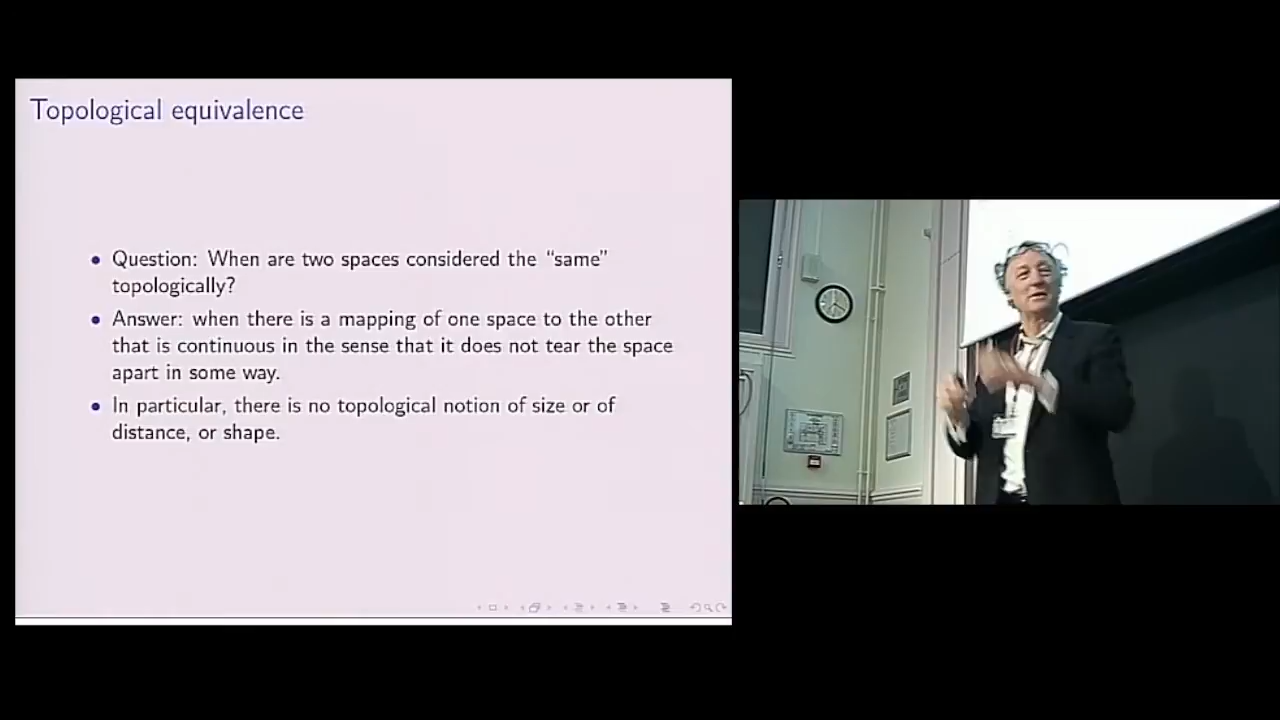 Topological equivalence
• Question: When are two spaces considered the “same”
topologically?
• Answer: when there is a mapping of one space to the other
that is continuous in the sense that it does not tear the space
apart in some way.
• In particular, there is no topological notion of size or of
distance, or shape.